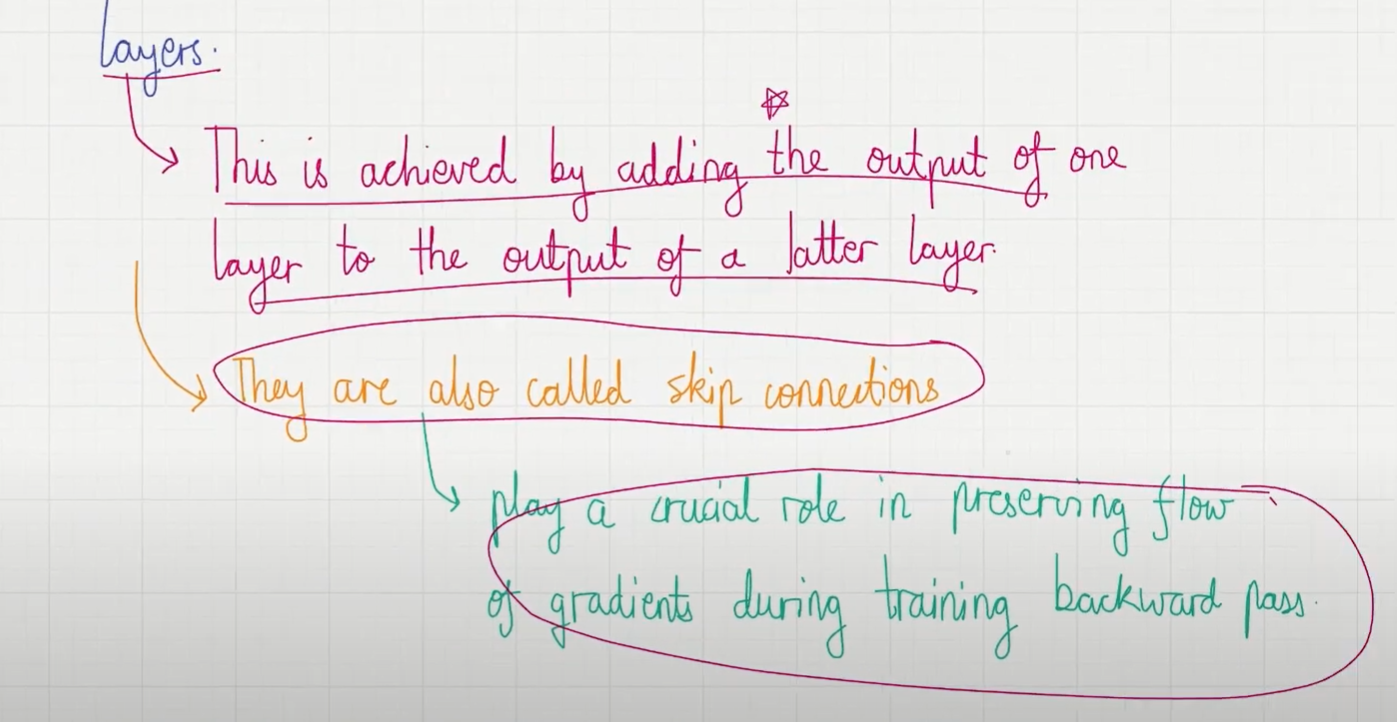 layers.
This is achieved by adding the output of one
layer to the output of a latter layer.
They are also called skip connections
play a crucial role in preserving flow
of gradients during training backward pass.